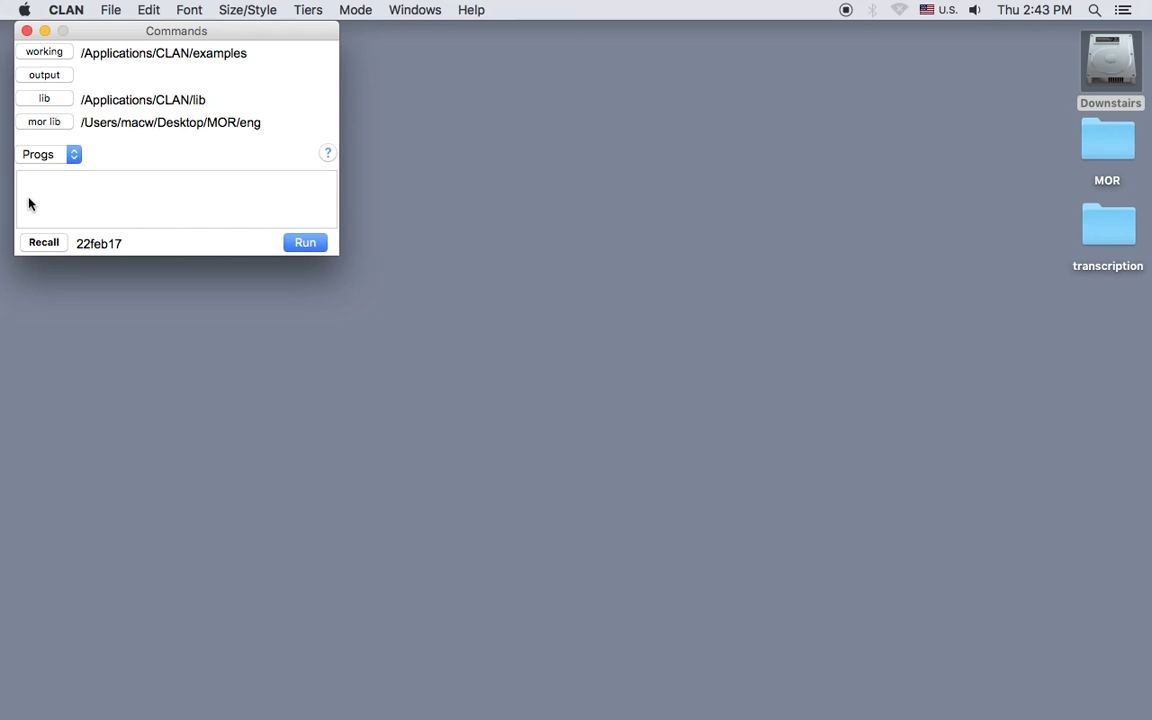 CLAN File Edit Font Size/Style Tiers Mode Windows Help U.S. Thu 2:43 PM
Commands
working /Applications/CLAN/examples
output
lib /Applications/CLAN/lib
mor lib /Users/macw/Desktop/MOR/eng
Progs ?
Recall 22feb17 Run
Downstairs
MOR
transcription